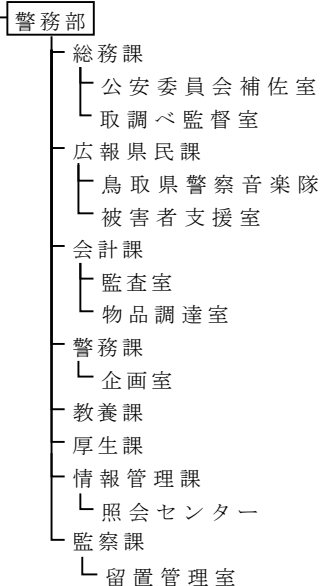 警務部
総務課
公安委員会補佐室
取調べ監督室
広報県民課
鳥取県警察音楽隊
被害者支援室
会計課
監査室
物品調達室
警務課
企画室
教養課
厚生課
情報管理課
照会センター
監察課
留置管理室